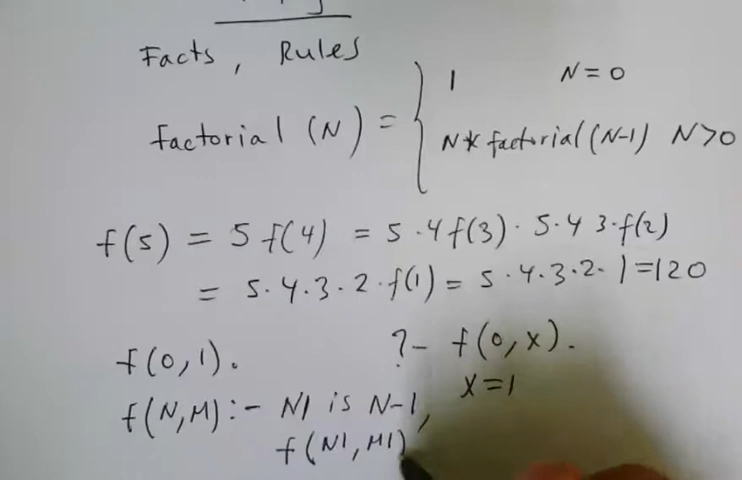 Facts, Rules
factorial (N) = { 1 N=0
N* factorial (N-1) N>0
f(5) = 5 f(4) = 5·4f(3)· 5·4 3·f(2)
= 5·4·3·2·f(1) = 5·4·3·2·1=120
f(0,1). ?- f(0,x).
x=1
f(N,M):- N1 is N-1,
f(N1,M1)